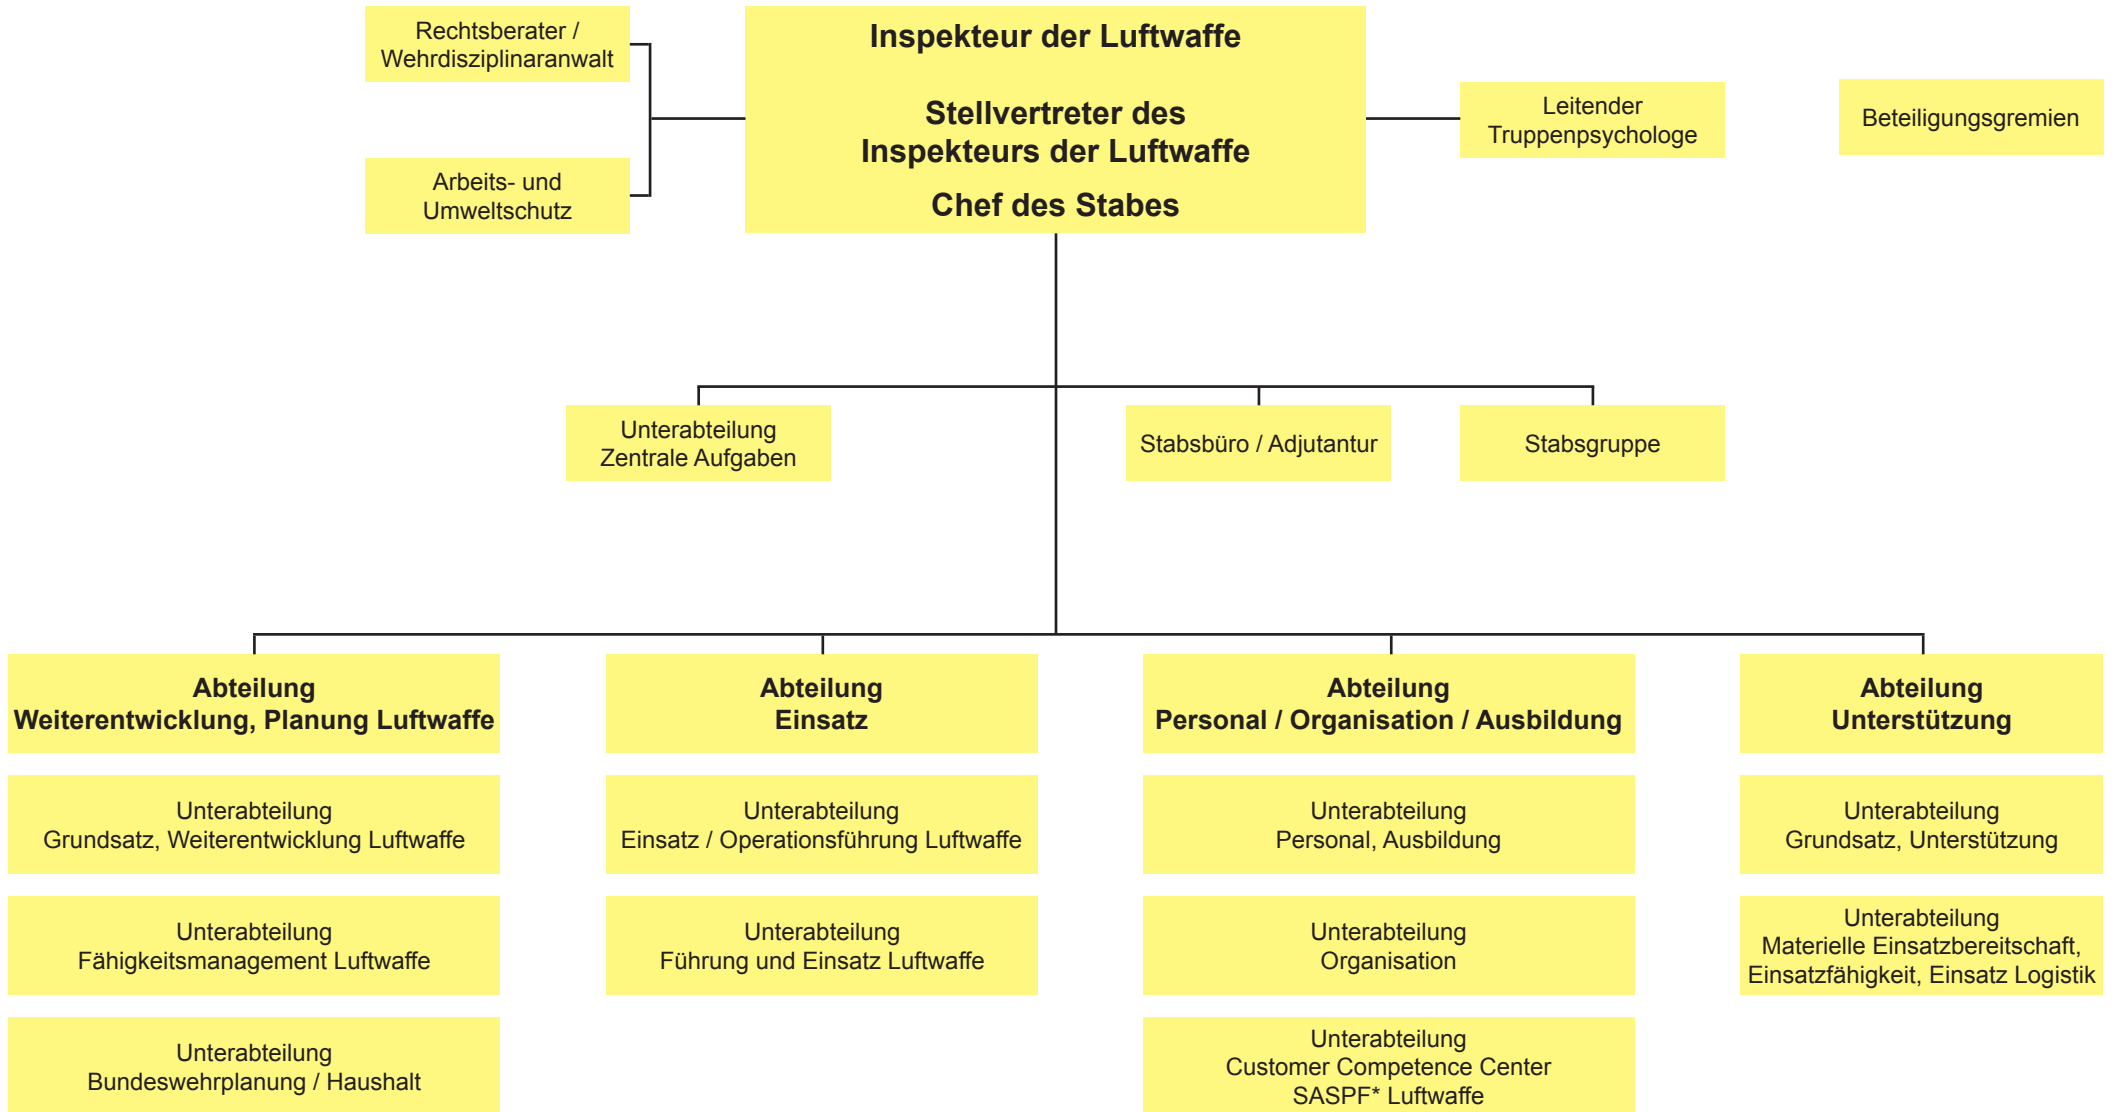 Rechtsberater /
Wehrdisziplinaranwalt
Arbeits- und
Umweltschutz
Inspekteur der Luftwaffe
Stellvertreter des
Inspekteurs der Luftwaffe
Chef des Stabes
Leitender
Truppenpsychologe
Beteiligungsgremien
Unterabteilung
Zentrale Aufgaben
Stabsbüro / Adjutantur
Stabsgruppe
Abteilung
Weiterentwicklung, Planung Luftwaffe
Unterabteilung
Grundsatz, Weiterentwicklung Luftwaffe
Unterabteilung
Fähigkeitsmanagement Luftwaffe
Unterabteilung
Bundeswehrplanung / Haushalt
Abteilung
Einsatz
Unterabteilung
Einsatz / Operationsführung Luftwaffe
Unterabteilung
Führung und Einsatz Luftwaffe
Abteilung
Personal / Organisation / Ausbildung
Unterabteilung
Personal, Ausbildung
Unterabteilung
Organisation
Unterabteilung
Customer Competence Center
SASPF* Luftwaffe
Abteilung
Unterstützung
Unterabteilung
Grundsatz, Unterstützung
Unterabteilung
Materielle Einsatzbereitschaft,
Einsatzfähigkeit, Einsatz Logistik